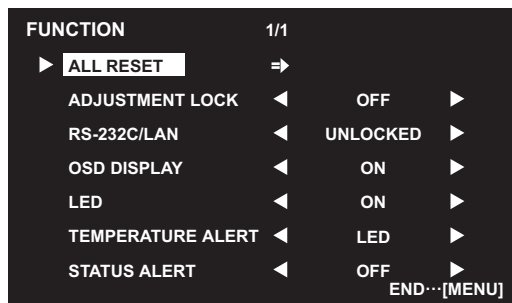 FUNCTION 1/1
ALL RESET
ADJUSTMENT LOCK OFF
RS-232C/LAN UNLOCKED
OSD DISPLAY ON
LED ON
TEMPERATURE ALERT LED
STATUS ALERT OFF
END···[MENU]